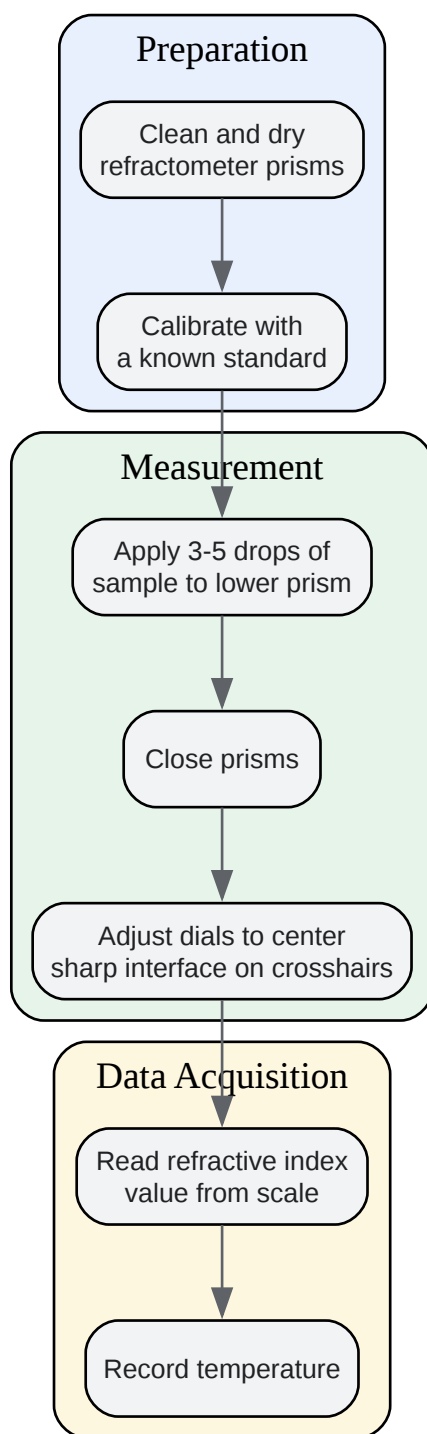 Preparation
Clean and dry
refractometer prisms
Calibrate with
a known standard
Measurement
Apply 3-5 drops of
sample to lower prism
Close prisms
Adjust dials to center
sharp interface on crosshairs
Data Acquisition
Read refractive index
value from scale
Record temperature